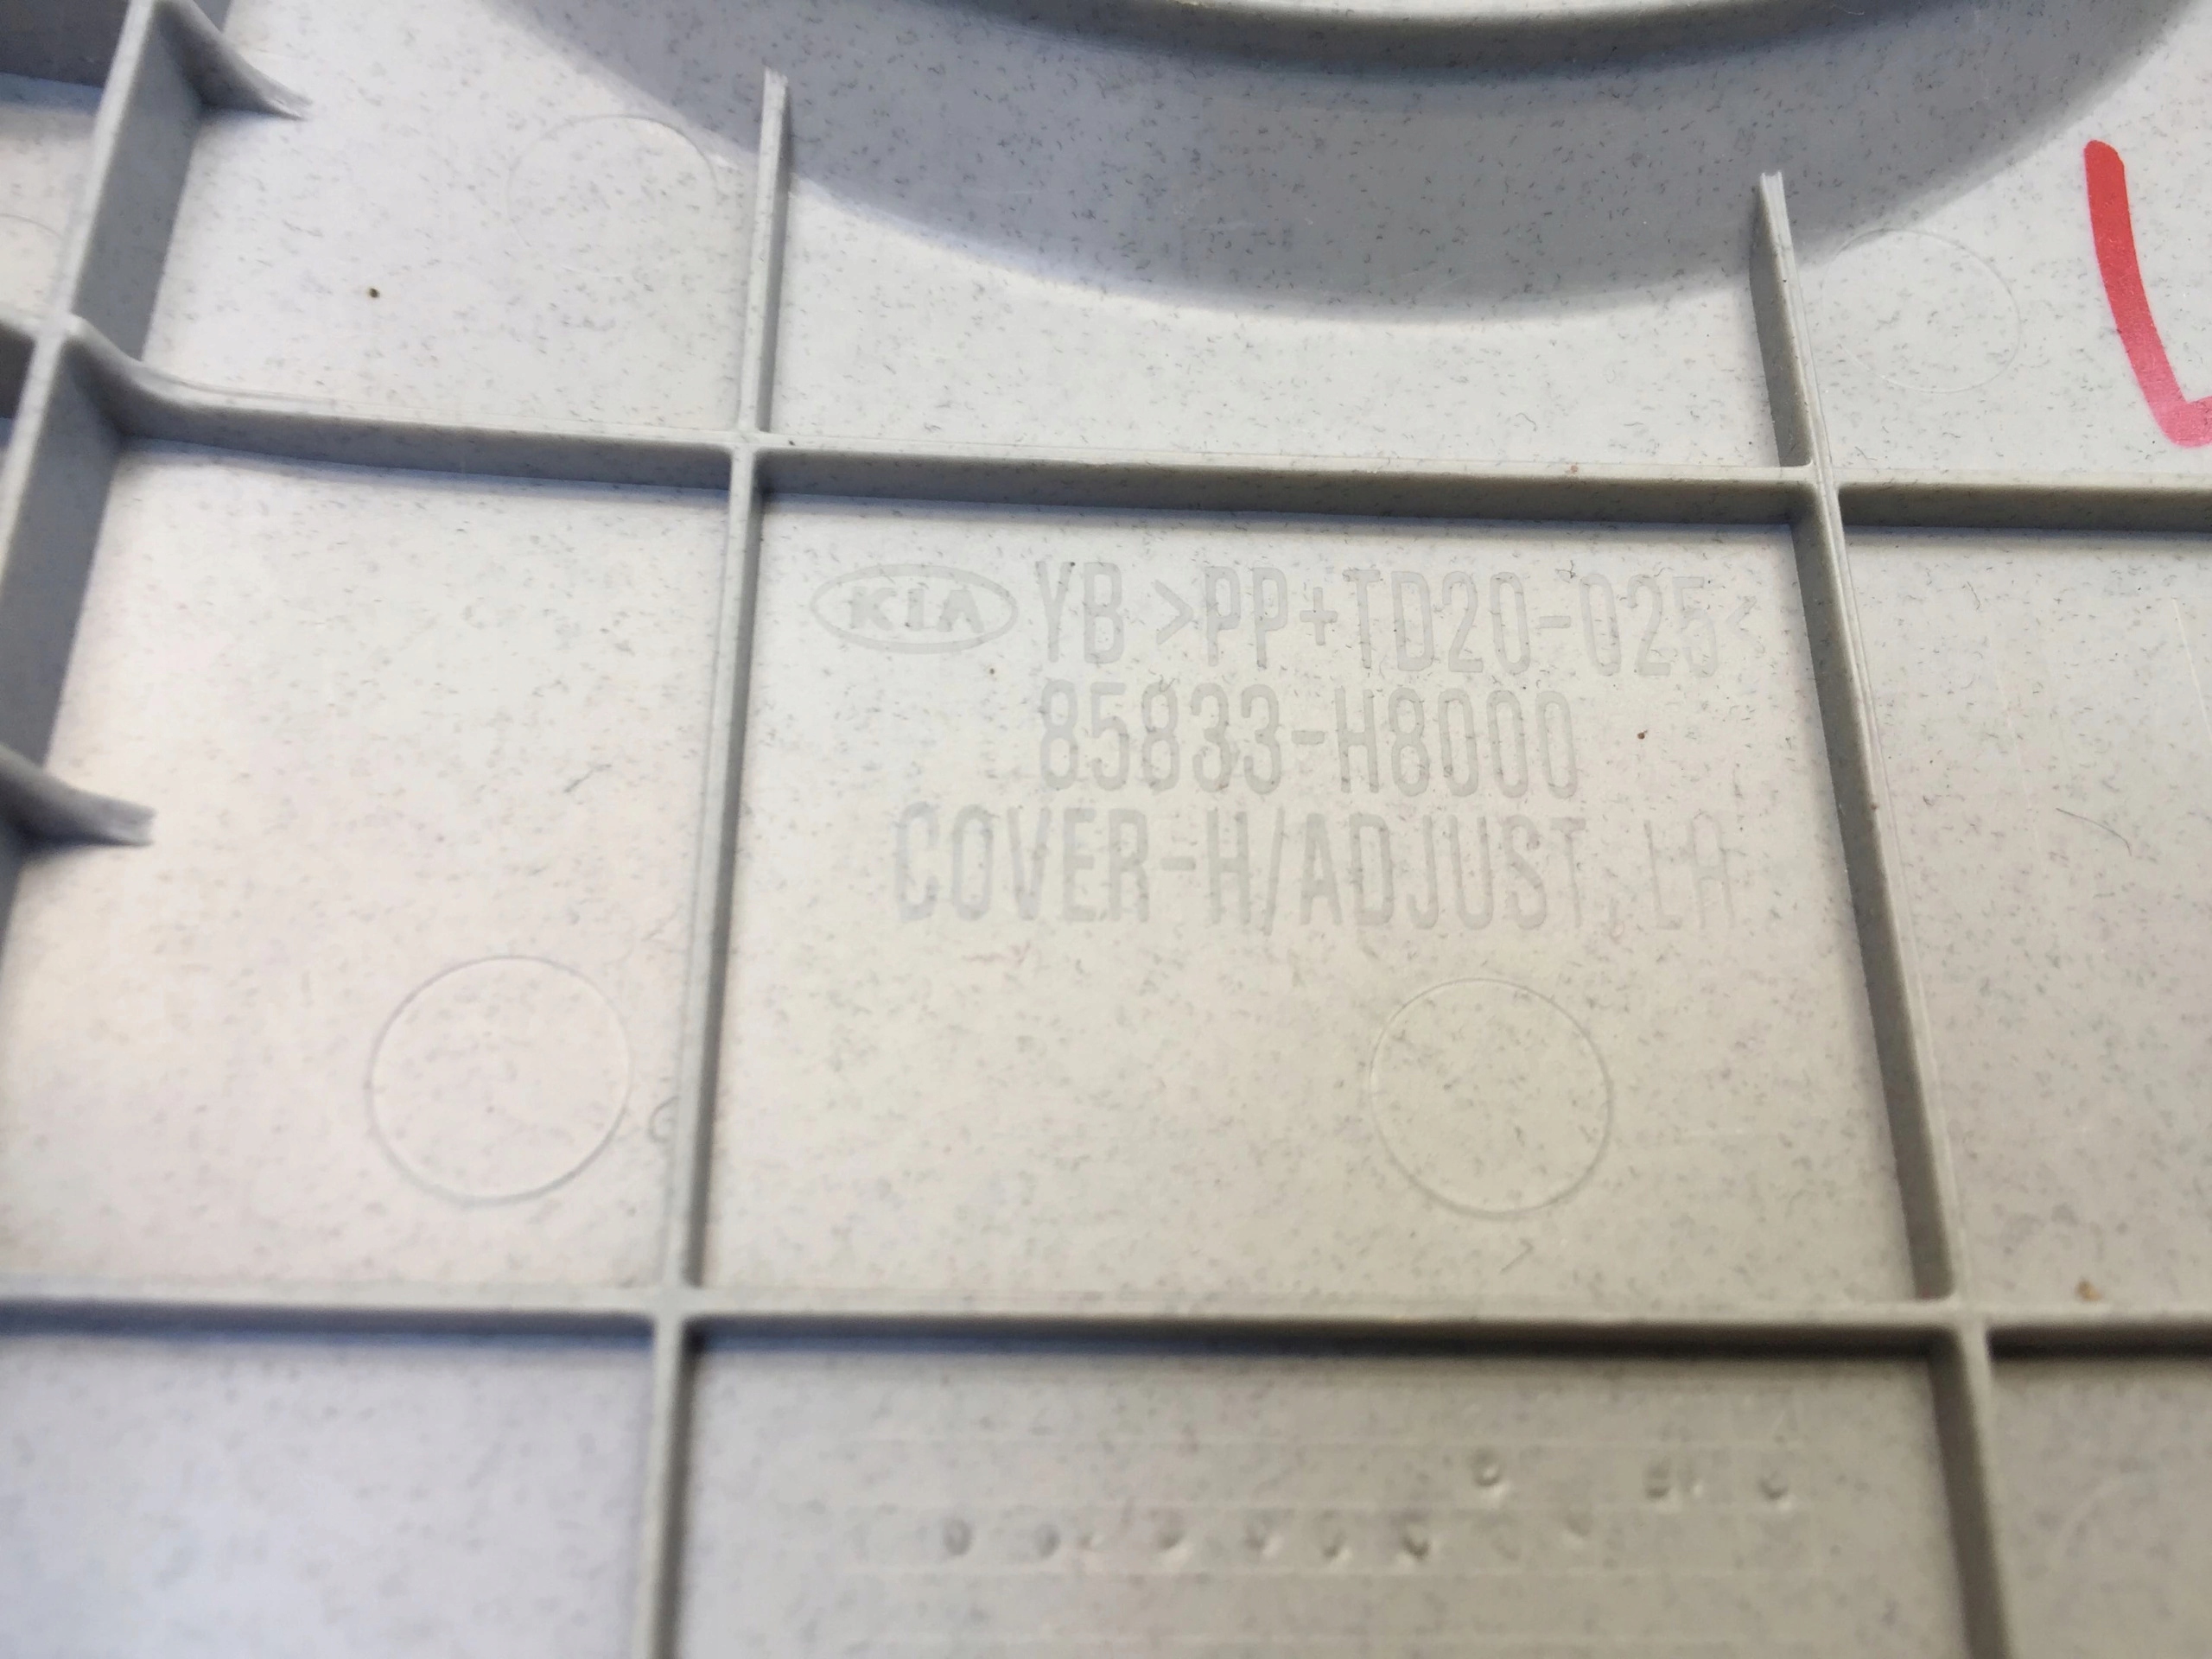 KIA YB >PP+TD20-025<
85833-H8000
COVER-H/ADJUST, LH
L